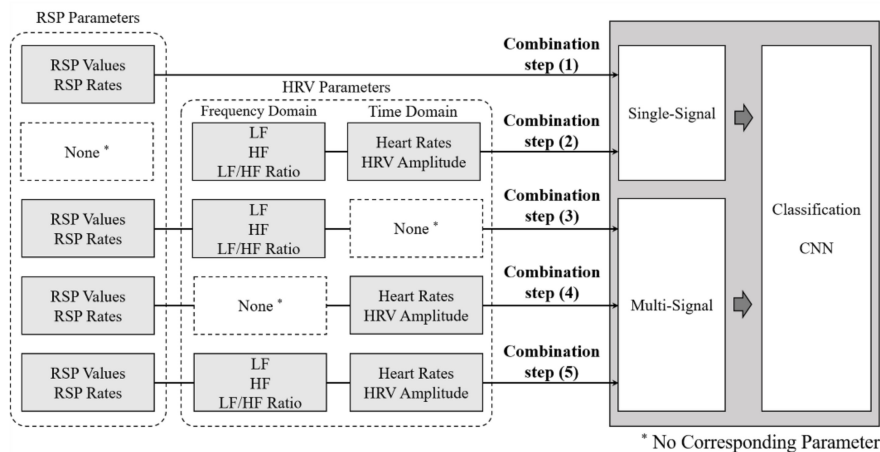 RSP Parameters
RSP Values
RSP Rates
Combination
step (1)
HRV Parameters
Frequency Domain
Time Domain
None *
LF
HF
LF/HF Ratio
Heart Rates
HRV Amplitude
Combination
step (2)
Single-Signal
RSP Values
RSP Rates
LF
HF
LF/HF Ratio
None *
Combination
step (3)
Classification
CNN
RSP Values
RSP Rates
None *
Heart Rates
HRV Amplitude
Combination
step (4)
Multi-Signal
RSP Values
RSP Rates
LF
HF
LF/HF Ratio
Heart Rates
HRV Amplitude
Combination
step (5)
* No Corresponding Parameter